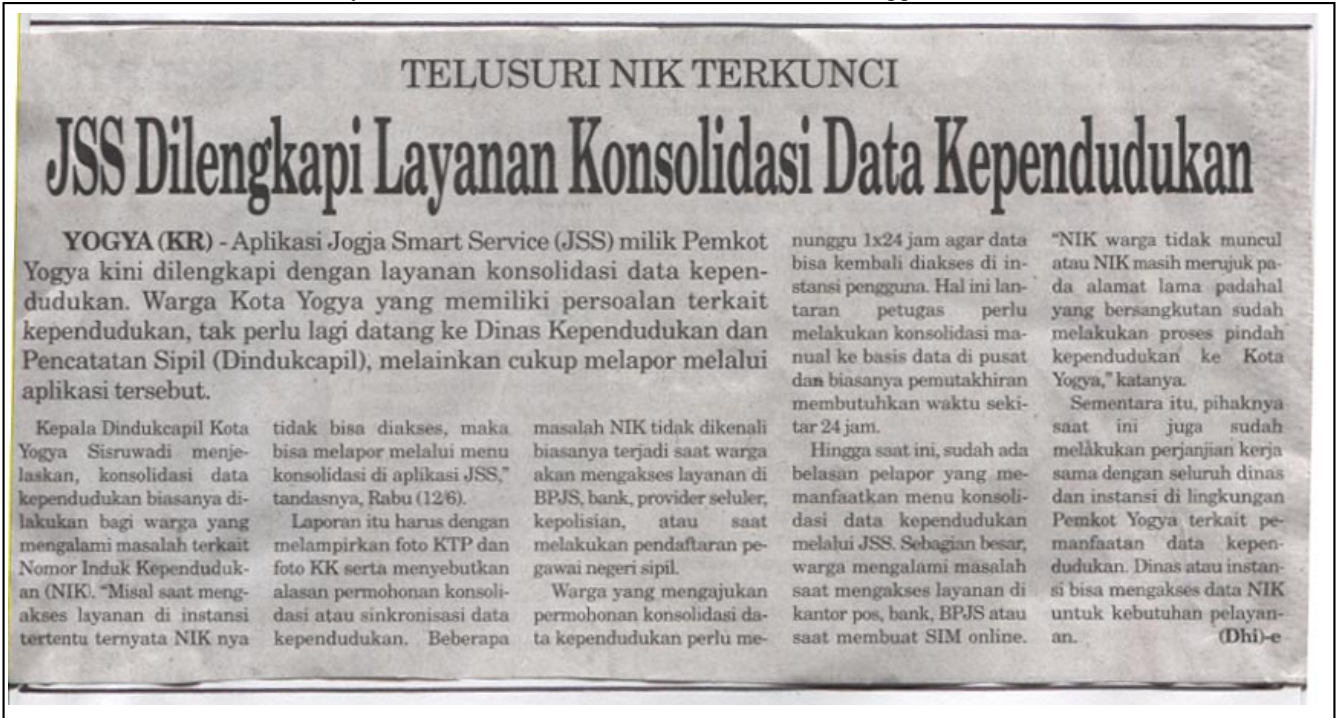 TELUSURI NIK TERKUNCI
JSS Dilengkapi Layanan Konsolidasi Data Kependudukan
YOGYA (KR) - Aplikasi Jogja Smart Service (JSS) milik Pemkot
Yogya kini dilengkapi dengan layanan konsolidasi data kepen-
dudukan. Warga Kota Yogya yang memiliki persoalan terkait
kependudukan, tak perlu lagi datang ke Dinas Kependudukan dan
Pencatatan Sipil (Dindukcapil), melainkan cukup melapor melalui
aplikasi tersebut.
Kepala Dindukcapil Kota
Yogya Sisruwadi menje-
laskan, konsolidasi data
kependudukan biasanya di-
lakukan bagi warga yang
mengalami masalah terkait
Nomor Induk Kependuduk-
an (NIK). “Misal saat meng-
akses layanan di instansi
tertentu ternyata NIK nya
tidak bisa diakses, maka
bisa melapor melalui menu
konsolidasi di aplikasi JSS,”
tandasnya, Rabu (12/6).
Laporan itu harus dengan
melampirkan foto KTP dan
foto KK serta menyebutkan
alasan permohonan konsoli-
dasi atau sinkronisasi data
kependudukan. Beberapa
masalah NIK tidak dikenali
biasanya terjadi saat warga
akan mengakses layanan di
BPJS, bank, provider seluler,
kepolisian, atau saat
melakukan pendaftaran pe-
gawai negeri sipil.
Warga yang mengajukan
permohonan konsolidasi da-
ta kependudukan perlu me-
nunggu 1x24 jam agar data
bisa kembali diakses di in-
stansi pengguna. Hal ini lan-
taran petugas perlu
melakukan konsolidasi ma-
nual ke basis data di pusat
dan biasanya pemutakhiran
membutuhkan waktu seki-
tar 24 jam.
Hingga saat ini, sudah ada
belasan pelapor yang me-
manfaatkan menu konsoli-
dasi data kependudukan
melalui JSS. Sebagian besar,
warga mengalami masalah
saat mengakses layanan di
kantor pos, bank, BPJS atau
saat membuat SIM online.
“NIK warga tidak muncul
atau NIK masih merujuk pa-
da alamat lama padahal
yang bersangkutan sudah
melakukan proses pindah
kependudukan ke Kota
Yogya,” katanya.
Sementara itu, pihaknya
saat ini juga sudah
melakukan perjanjian kerja
sama dengan seluruh dinas
dan instansi di lingkungan
Pemkot Yogya terkait pe-
manfaatan data kepen-
dudukan. Dinas atau instan-
si bisa mengakses data NIK
untuk kebutuhan pelayan-
an. (Dhi)-e